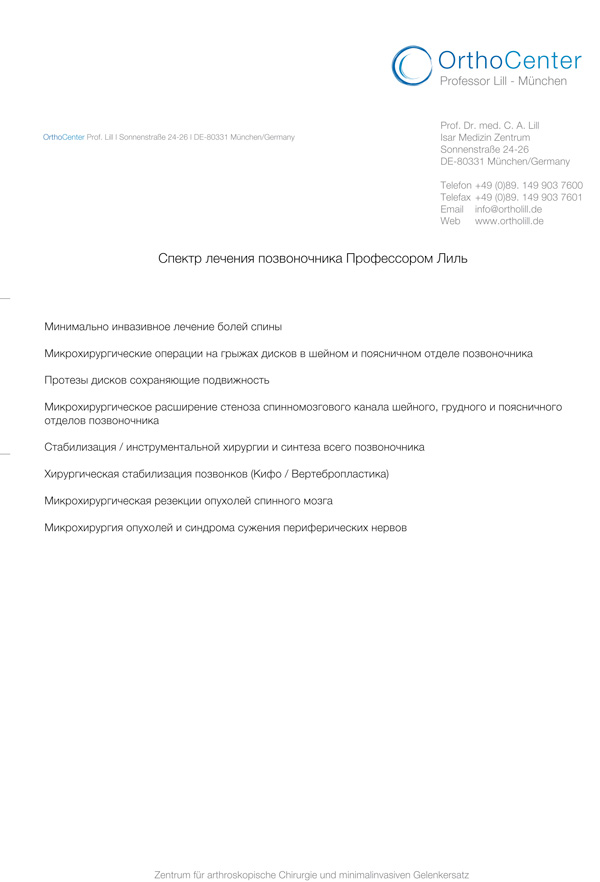 OrthoCenter
Professor Lill - München
OrthoCenter Prof. Lill I Sonnenstraße 24-26 I DE-80331 München/Germany
Prof. Dr. med. C. A. Lill
Isar Medizin Zentrum
Sonnenstraße 24-26
DE-80331 München/Germany
Telefon +49 (0)89. 149 903 7600
Telefax +49 (0)89. 149 903 7601
Email info@ortholill.de
Web www.ortholill.de
Спектр лечения позвоночника Профессором Лиль
Минимально инвазивное лечение болей спины
Микрохирургические операции на грыжах дисков в шейном и поясничном отделе позвоночника
Протезы дисков сохраняющие подвижность
Микрохирургическое расширение стеноза спинномозгового канала шейного, грудного и поясничного
отделов позвоночника
Стабилизация / инструментальной хирургии и синтеза всего позвоночника
Хирургическая стабилизация позвонков (Кифо / Вертебропластика)
Микрохирургическая резекции опухолей спинного мозга
Микрохирургия опухолей и синдрома сужения периферических нервов
Zentrum für arthroskopische Chirurgie und minimalinvasiven Gelenkersatz